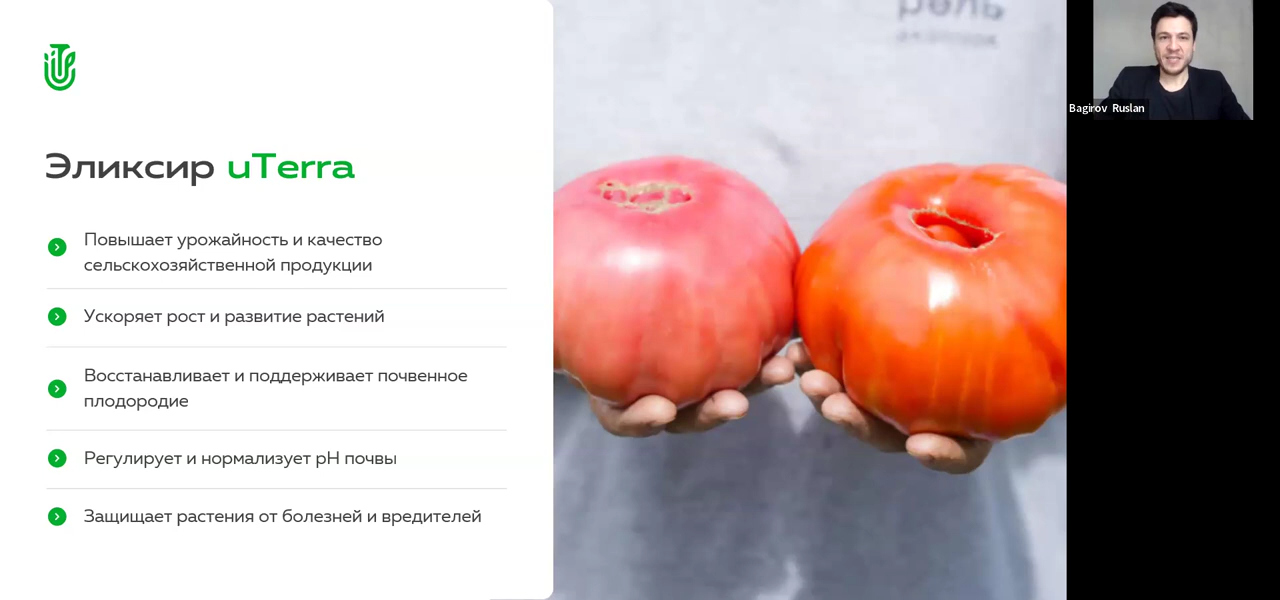 Эликсир uTerra
Повышает урожайность и качество
сельскохозяйственной продукции
Ускоряет рост и развитие растений
Восстанавливает и поддерживает почвенное
плодородие
Регулирует и нормализует pH почвы
Защищает растения от болезней и вредителей
Bagirov Ruslan